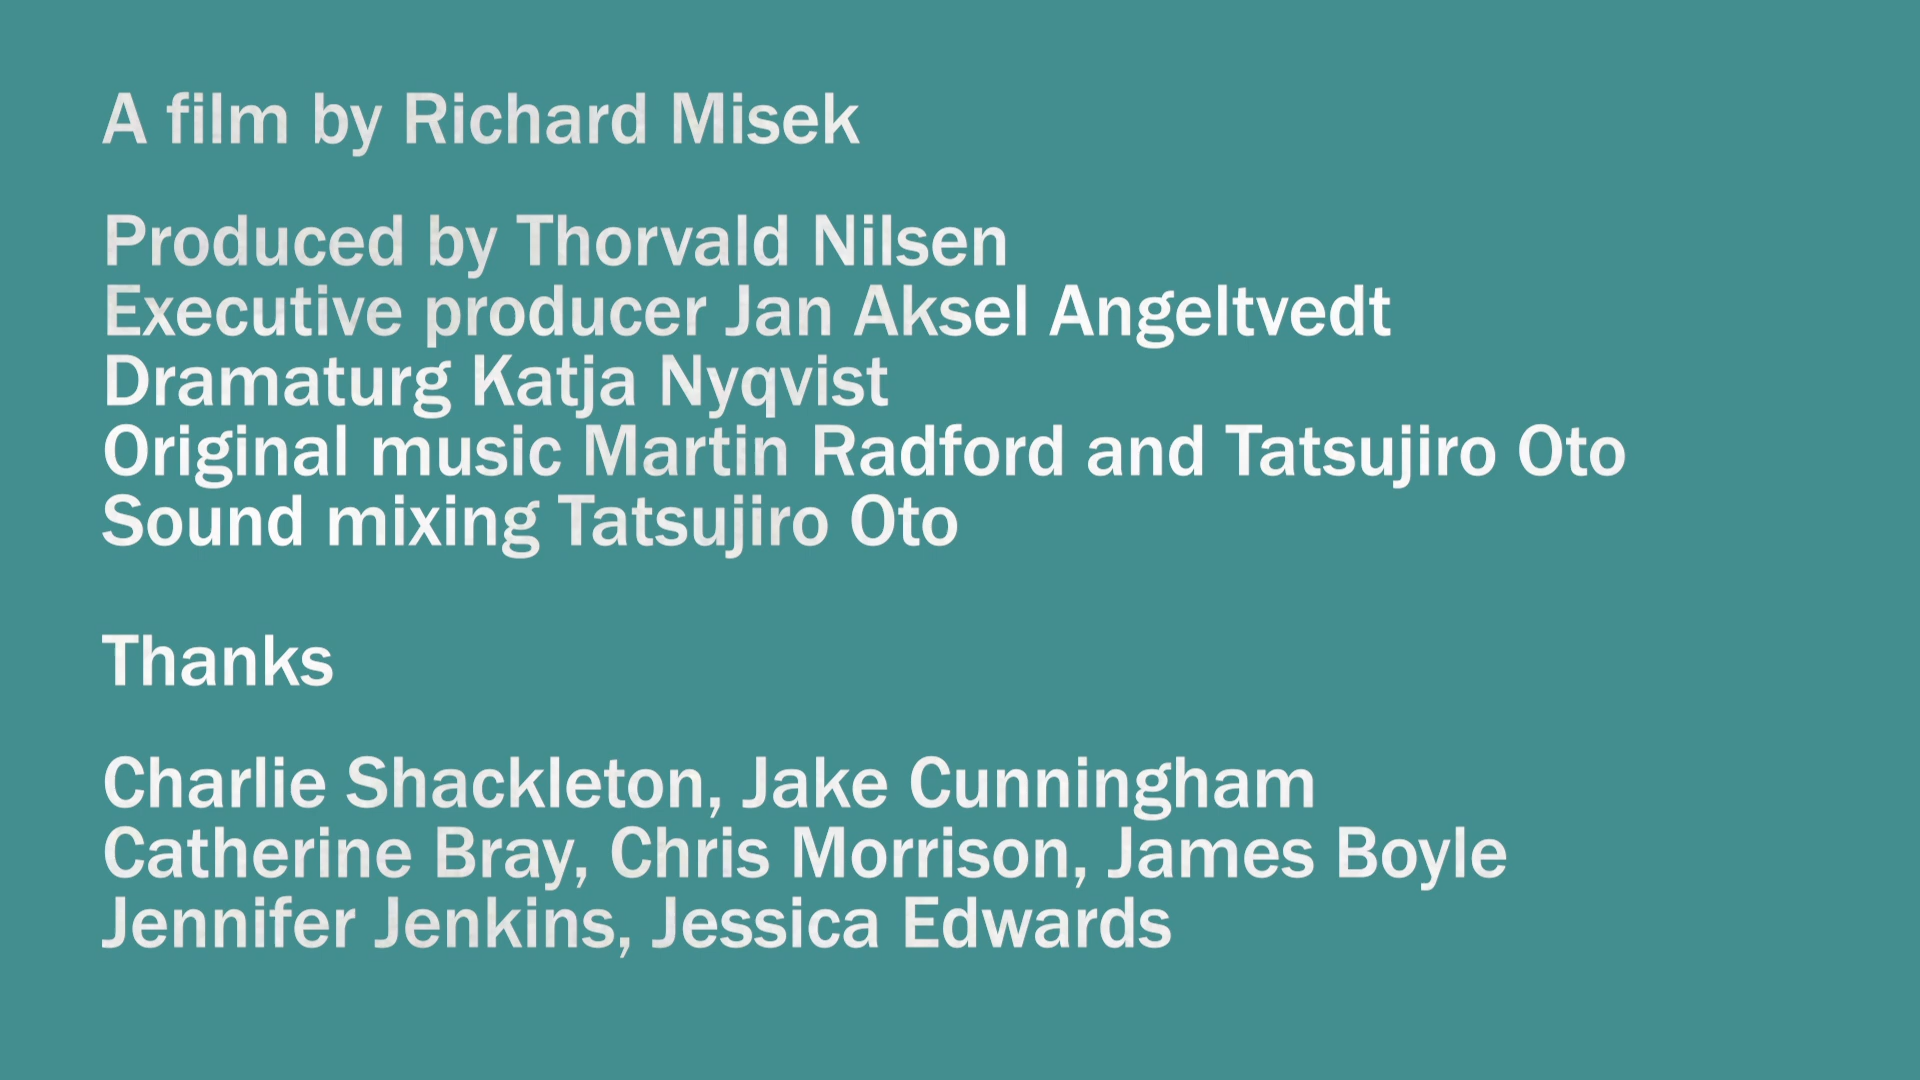 A film by Richard Misek
Produced by Thorvald Nilsen
Executive producer Jan Aksel Angeltvedt
Dramaturg Katja Nyqvist
Original music Martin Radford and Tatsujiro Oto
Sound mixing Tatsujiro Oto
Thanks
Charlie Shackleton, Jake Cunningham
Catherine Bray, Chris Morrison, James Boyle
Jennifer Jenkins, Jessica Edwards